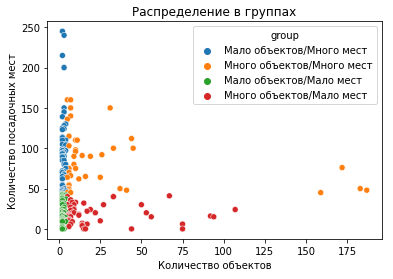 Распределение в группах
group
Мало объектов/Много мест
Много объектов/Много мест
Мало объектов/Мало мест
Много объектов/Мало мест
Количество посадочных мест
250
200
150
100
50
0
0 25 50 75 100 125 150 175
Количество объектов